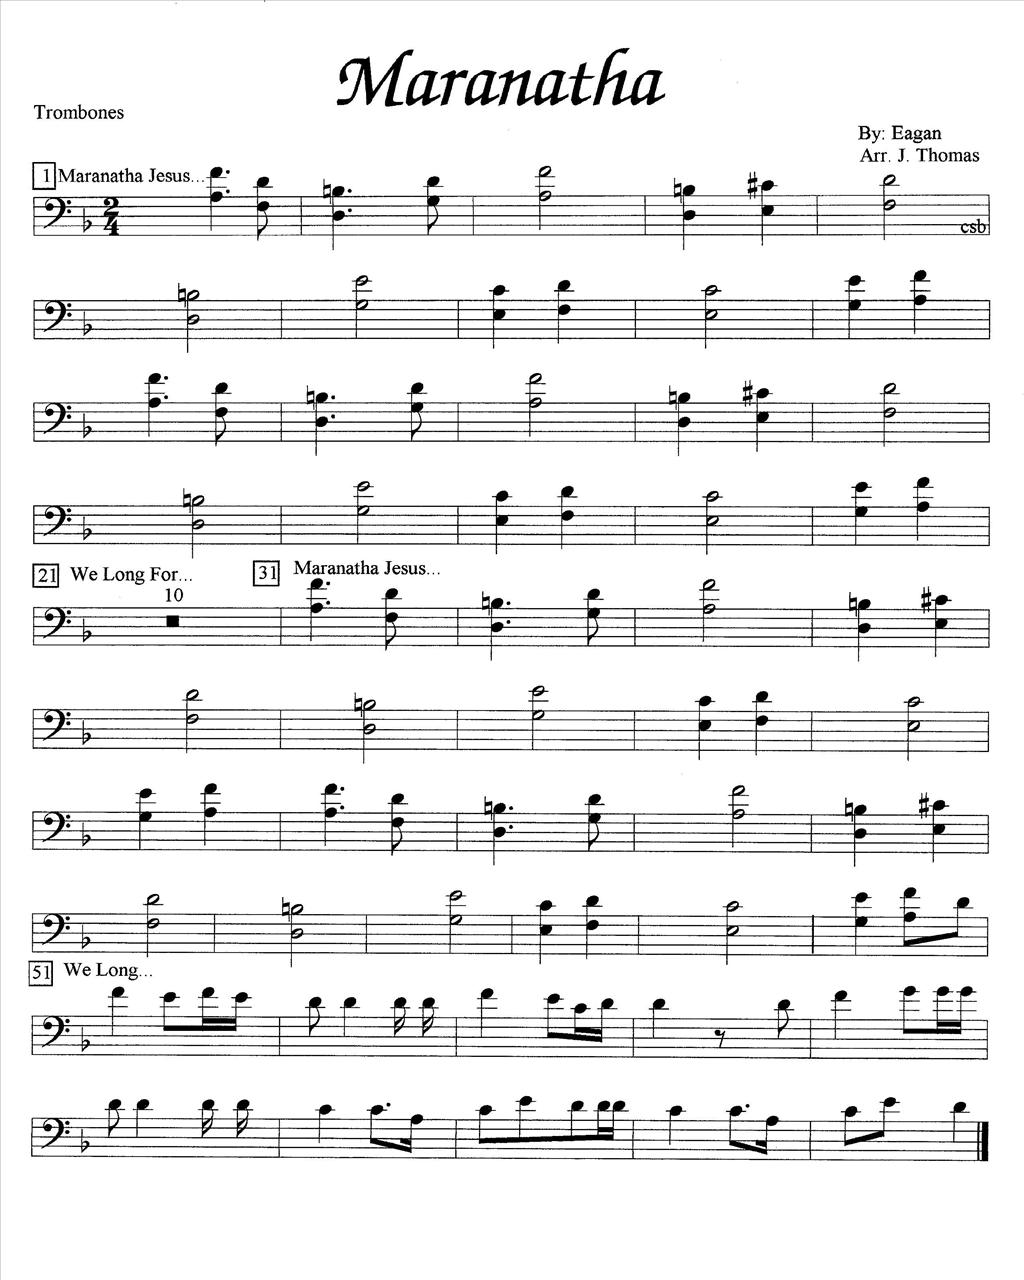 Maranatha
Trombones
By: Eagan
Arr. J. Thomas
1 Maranatha Jesus...
2
4
csb
21 We Long For...
10
31 Maranatha Jesus...
51 We Long...